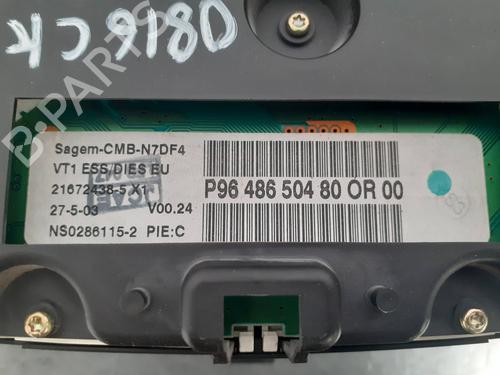 0816CK
Sagem-CMB-N7DF4
VT1 ESS/DIES EU
21672438-5 X1
27-5-03 V00.24
NS0286115-2 PIE:C
P96 486 504 80 OR 00
B-PARTS